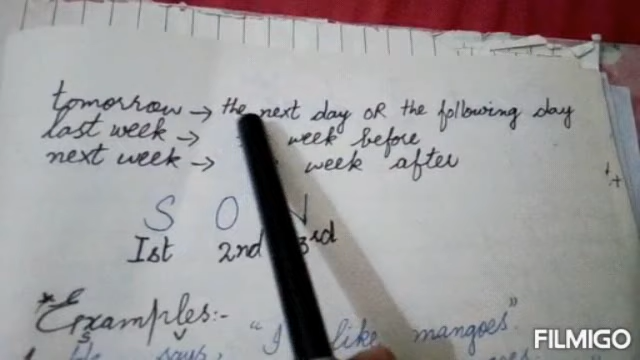 tomorrow → the next day OR the following day
last week → week before
next week → week after
S O N
Ist 2nd 3rd
*Examples:-
S V
says, "I like mangoes"
FILMIGO